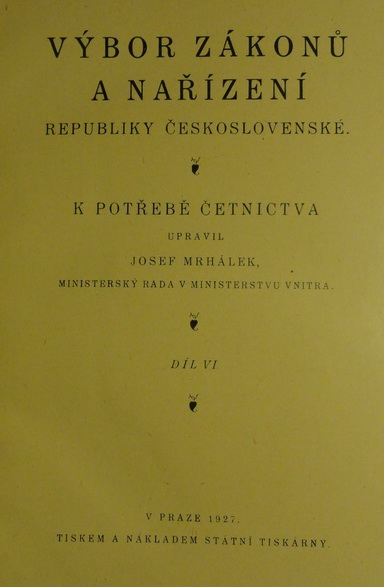 VÝBOR ZÁKONŮ
A NAŘÍZENÍ
REPUBLIKY ČESKOSLOVENSKÉ.
K POTŘEBĚ ČETNICTVA
UPRAVIL
JOSEF MRHÁLEK,
MINISTERSKÝ RADA V MINISTERSTVU VNITRA.
DÍL VI
V PRAZE 1927.
TISKEM A NÁKLADEM STÁTNÍ TISKÁRNY.